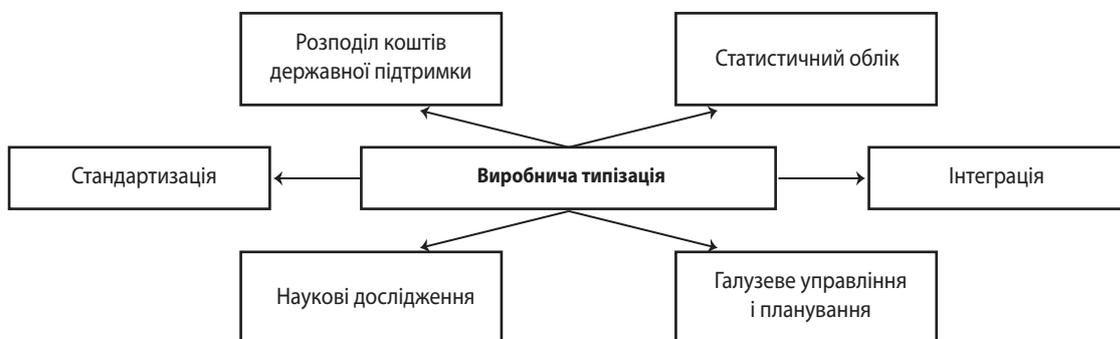 Розподіл коштів
державної підтримки
Статистичний облік
Стандартизація
Виробнича типізація
Інтеграція
Наукові дослідження
Галузеве управління
і планування